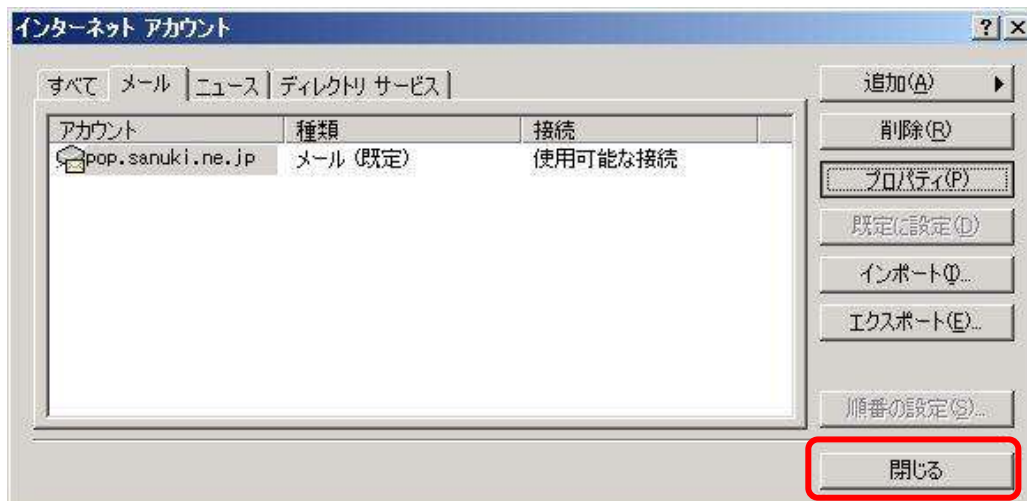 インターネット アカウント
すべて メール ニュース ディレクトリ サービス
アカウント 種類 接続
pop.sanuki.ne.jp メール (既定) 使用可能な接続
追加(A)
削除(R)
プロパティ(P)
既定に設定(D)
インポート(I)...
エクスポート(E)...
順番の設定(S)...
閉じる